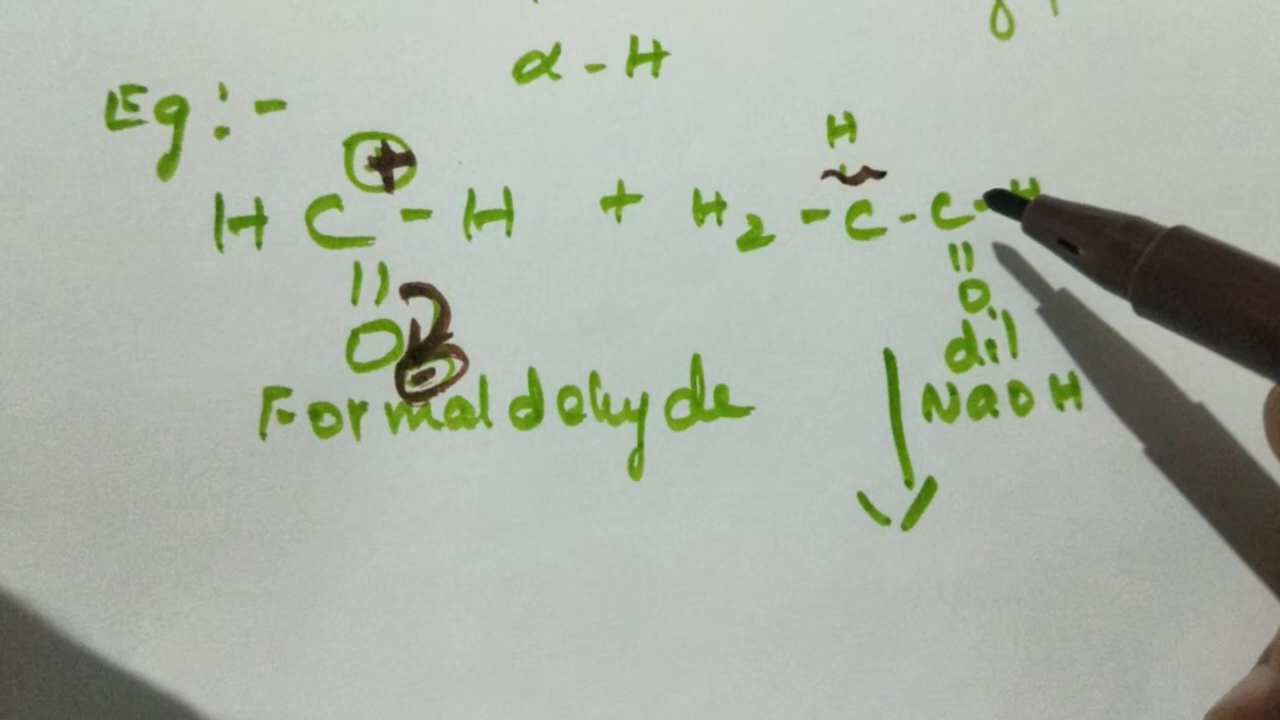 α - H
Eg :-
H
+
H C - H + H2 - C - C - H
|| ||
O O
-
dil
Formaldehyde NaOH